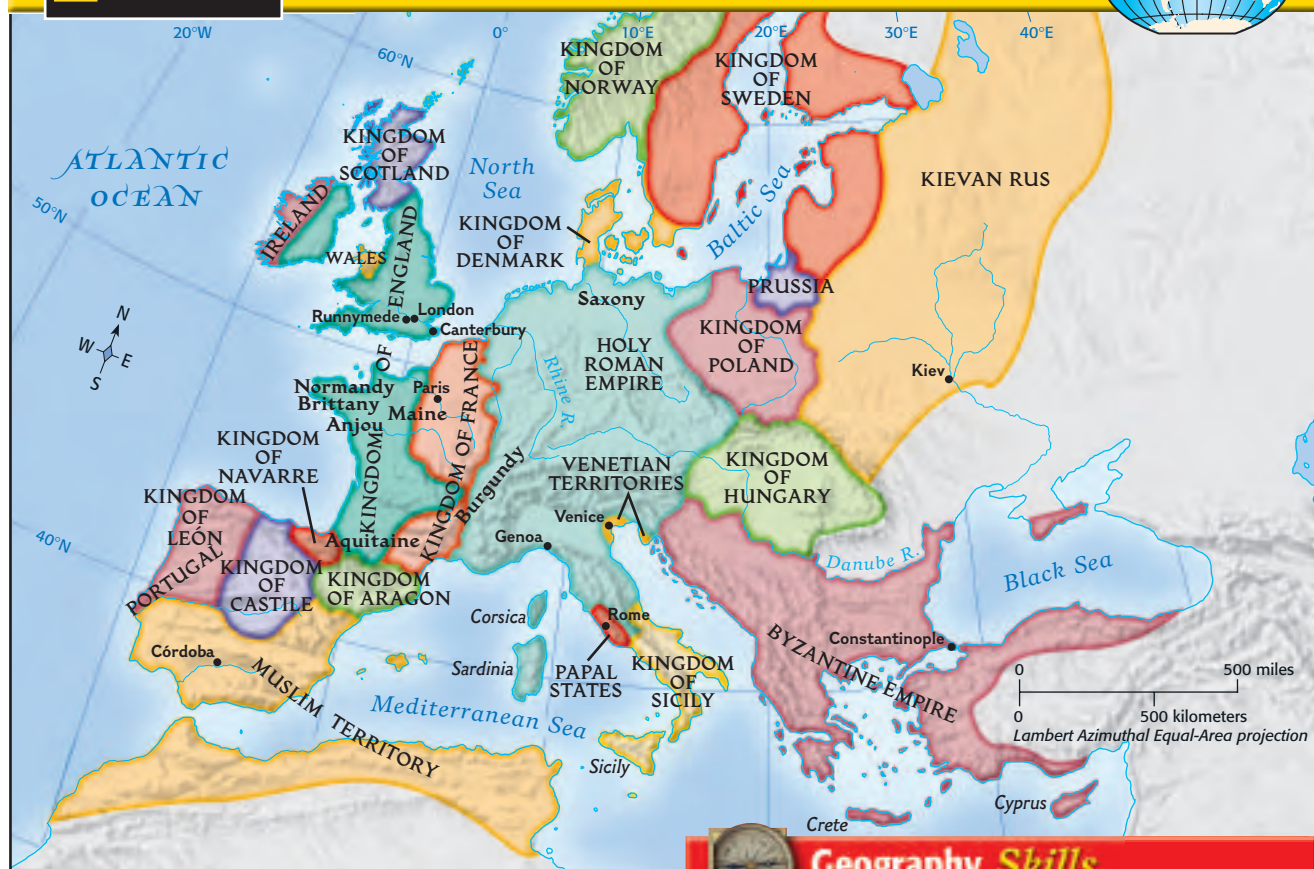 20°W
0°
10°E
20°E
30°E
40°E
60°N
50°N
40°N
ATLANTIC
OCEAN
North
Sea
Baltic Sea
KINGDOM
OF
NORWAY
KINGDOM
OF
SWEDEN
KINGDOM
OF
SCOTLAND
IRELAND
WALES
KINGDOM OF ENGLAND
KINGDOM
OF
DENMARK
KIEVAN RUS
PRUSSIA
Saxony
Runnymede
London
Canterbury
HOLY
ROMAN
EMPIRE
KINGDOM
OF
POLAND
Kiev
Rhine R.
Normandy
Brittany
Anjou
Maine
Paris
KINGDOM OF FRANCE
Burgundy
KINGDOM
OF
NAVARRE
VENETIAN
TERRITORIES
KINGDOM
OF
HUNGARY
KINGDOM
OF
LEÓN
PORTUGAL
Aquitaine
Genoa
Venice
KINGDOM
OF
CASTILE
KINGDOM
OF ARAGON
Danube R.
Black Sea
Corsica
Rome
Constantinople
Córdoba
Sardinia
PAPAL
STATES
KINGDOM
OF
SICILY
BYZANTINE EMPIRE
MUSLIM TERRITORY
Mediterranean Sea
Sicily
Crete
Cyprus
N
W
E
S
0
500 miles
0
500 kilometers
Lambert Azimuthal Equal-Area projection
Geography Skills